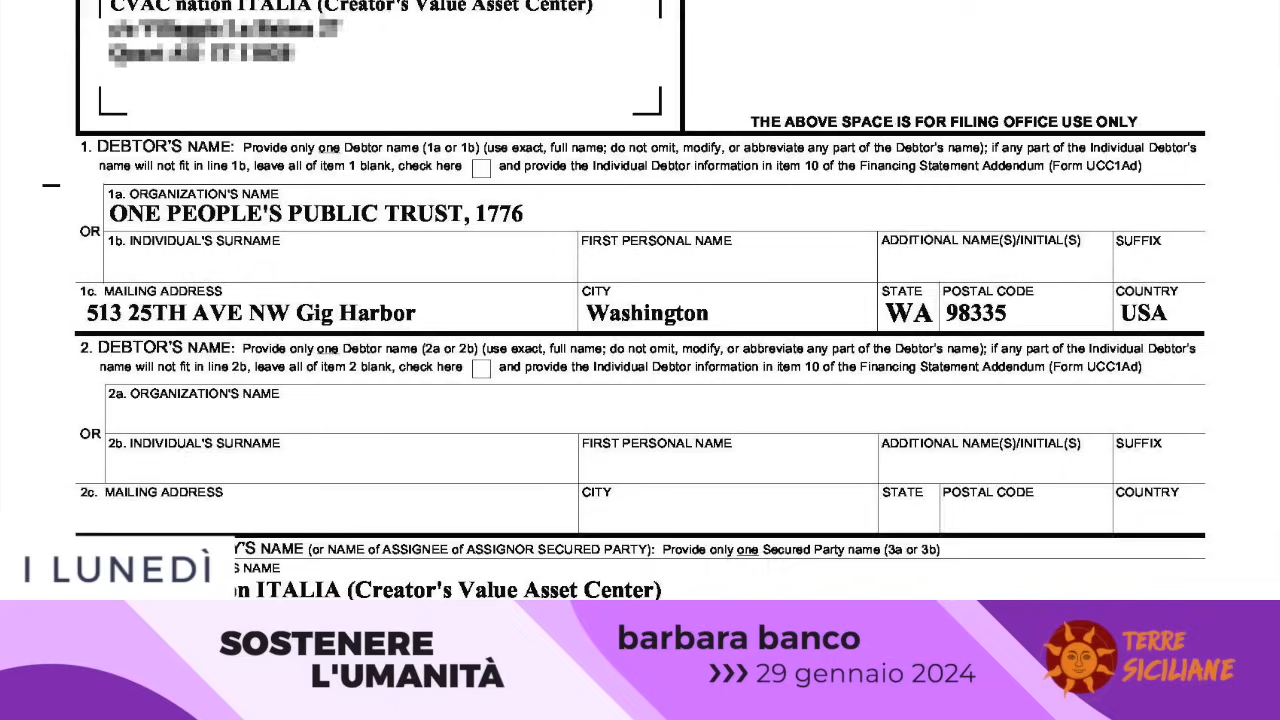 CVAC nation ITALIA (Creator's Value Asset Center)
THE ABOVE SPACE IS FOR FILING OFFICE USE ONLY
1. DEBTOR'S NAME: Provide only one Debtor name (1a or 1b) (use exact, full name; do not omit, modify, or abbreviate any part of the Debtor's name); if any part of the Individual Debtor's
name will not fit in line 1b, leave all of item 1 blank, check here and provide the Individual Debtor information in item 10 of the Financing Statement Addendum (Form UCC1Ad)
1a. ORGANIZATION'S NAME
ONE PEOPLE'S PUBLIC TRUST, 1776
OR
1b. INDIVIDUAL'S SURNAME FIRST PERSONAL NAME ADDITIONAL NAME(S)/INITIAL(S) SUFFIX
1c. MAILING ADDRESS CITY STATE POSTAL CODE COUNTRY
513 25TH AVE NW Gig Harbor Washington WA 98335 USA
2. DEBTOR'S NAME: Provide only one Debtor name (2a or 2b) (use exact, full name; do not omit, modify, or abbreviate any part of the Debtor's name); if any part of the Individual Debtor's
name will not fit in line 2b, leave all of item 2 blank, check here and provide the Individual Debtor information in item 10 of the Financing Statement Addendum (Form UCC1Ad)
2a. ORGANIZATION'S NAME
OR
2b. INDIVIDUAL'S SURNAME FIRST PERSONAL NAME ADDITIONAL NAME(S)/INITIAL(S) SUFFIX
2c. MAILING ADDRESS CITY STATE POSTAL CODE COUNTRY
Y'S NAME (or NAME of ASSIGNEE of ASSIGNOR SECURED PARTY): Provide only one Secured Party name (3a or 3b)
S NAME
n ITALIA (Creator's Value Asset Center)
I LUNEDÌ
SOSTENERE
L'UMANITÀ
barbara banco
>>> 29 gennaio 2024
TERRE
SICILIANE